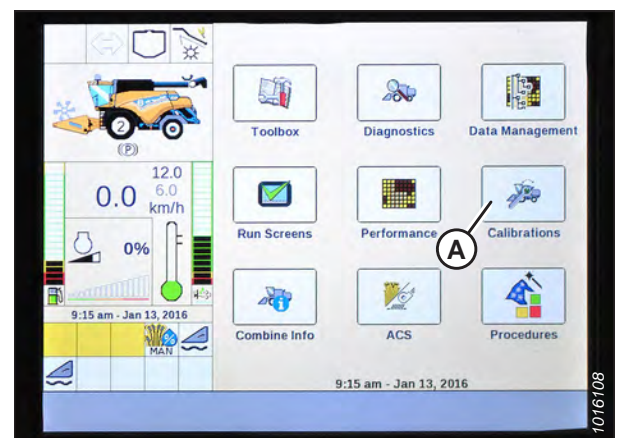 2
(P)
12.0
0.0
6.0
km/h
0%
9:15 am - Jan 13, 2016
MAN
Toolbox
Diagnostics
Data Management
Run Screens
Performance
A
Calibrations
Combine Info
ACS
Procedures
9:15 am - Jan 13, 2016
1016108